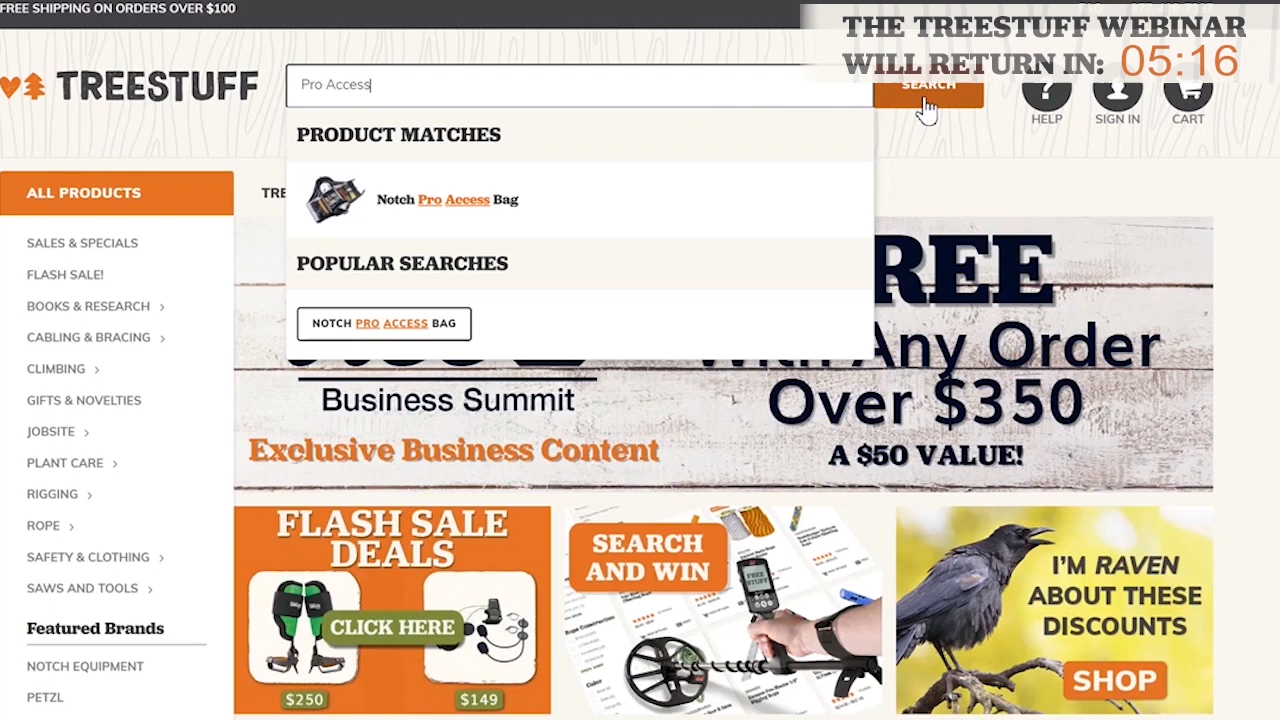 FREE SHIPPING ON ORDERS OVER $100
THE TREESTUFF WEBINAR
WILL RETURN IN: 05:16
TREESTUFF
Pro Access
SEARCH
HELP
SIGN IN
CART
PRODUCT MATCHES
Notch Pro Access Bag
POPULAR SEARCHES
NOTCH PRO ACCESS BAG
ALL PRODUCTS
TRE
SALES & SPECIALS
FLASH SALE!
BOOKS & RESEARCH
CABLING & BRACING
CLIMBING
GIFTS & NOVELTIES
JOBSITE
PLANT CARE
RIGGING
ROPE
SAFETY & CLOTHING
SAWS AND TOOLS
Featured Brands
NOTCH EQUIPMENT
PETZL
Business Summit
Exclusive Business Content
REE
With Any Order
Over $350
A $50 VALUE!
FLASH SALE
DEALS
CLICK HERE
$250
$149
SEARCH
AND WIN
FREE
STUFF
I'M RAVEN
ABOUT THESE
DISCOUNTS
SHOP